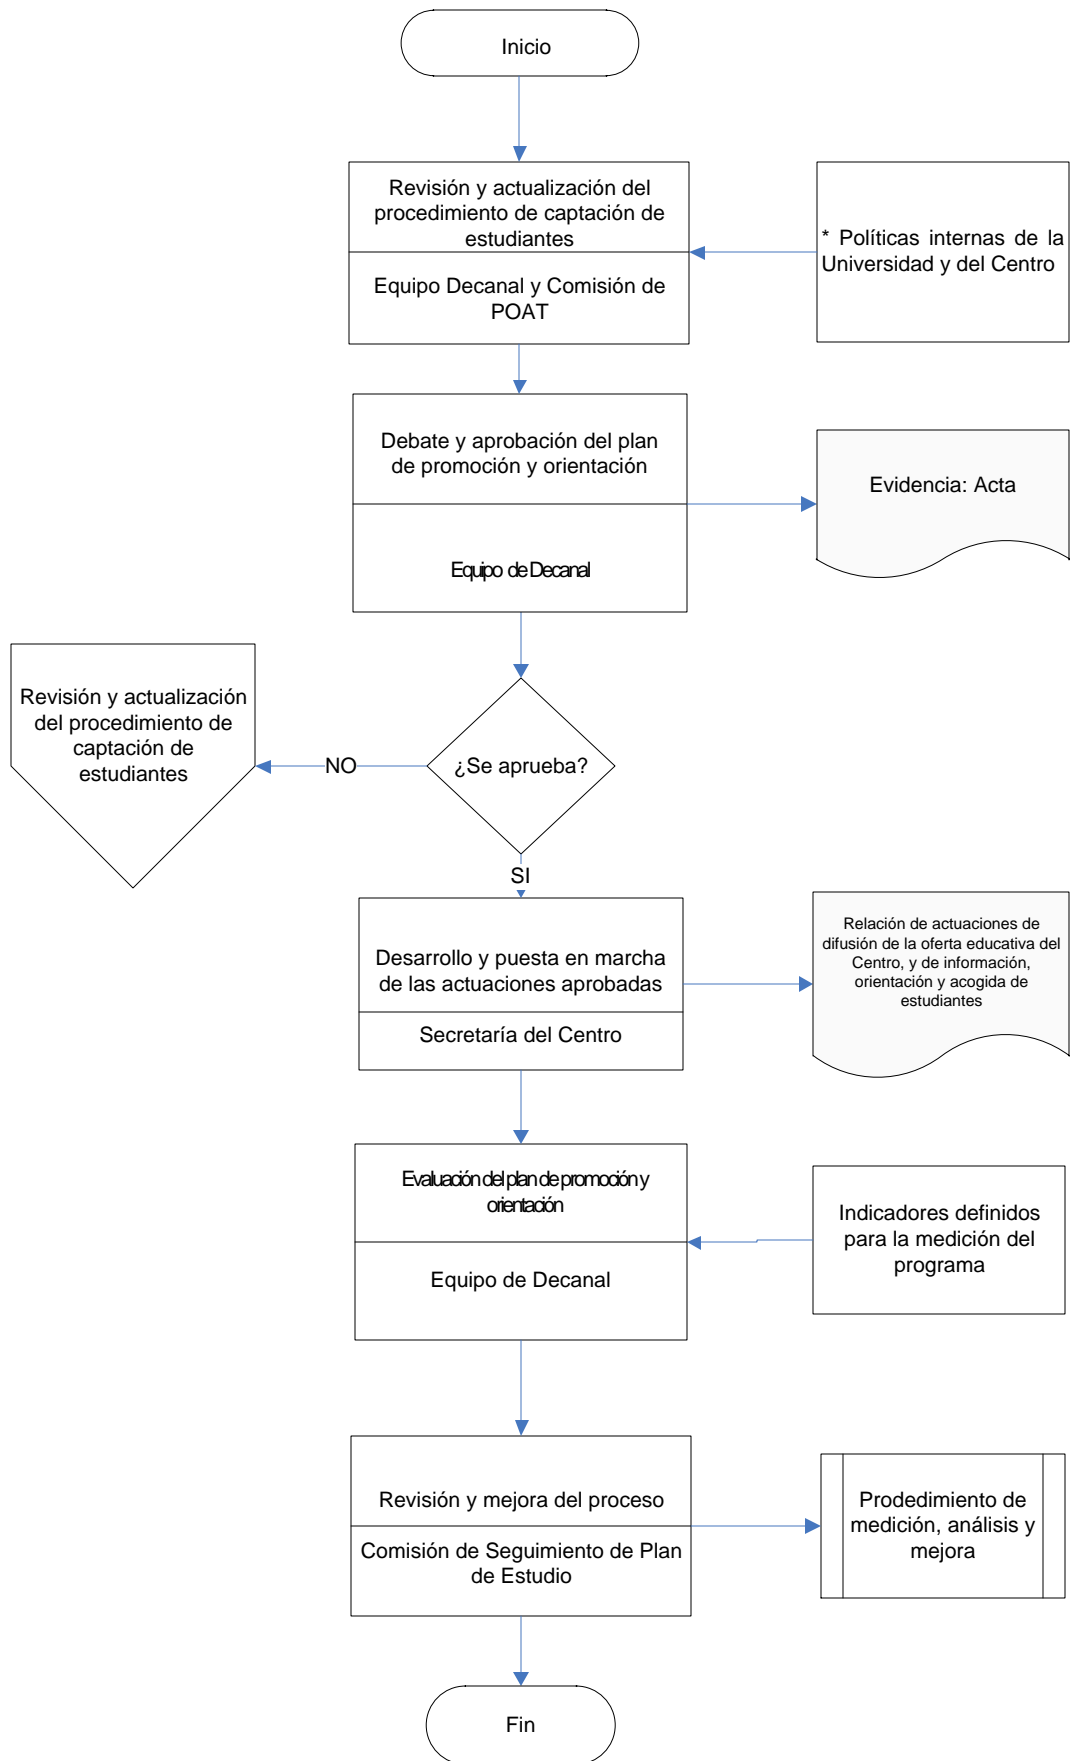 Inicio
Revisión y actualización del
procedimiento de captación de
estudiantes
Equipo Decanal y Comisión de
POAT
* Políticas internas de la
Universidad y del Centro
Debate y aprobación del plan
de promoción y orientación
Equipo de Decanal
Evidencia: Acta
Revisión y actualización
del procedimiento de
captación de
estudiantes
NO
¿Se aprueba?
SI
Desarrollo y puesta en marcha
de las actuaciones aprobadas
Secretaría del Centro
Relación de actuaciones de
difusión de la oferta educativa del
Centro, y de información,
orientación y acogida de
estudiantes
Evaluación del plan de promoción y
orientación
Equipo de Decanal
Indicadores definidos
para la medición del
programa
Revisión y mejora del proceso
Comisión de Seguimiento de Plan
de Estudio
Prodedimiento de
medición, análisis y
mejora
Fin